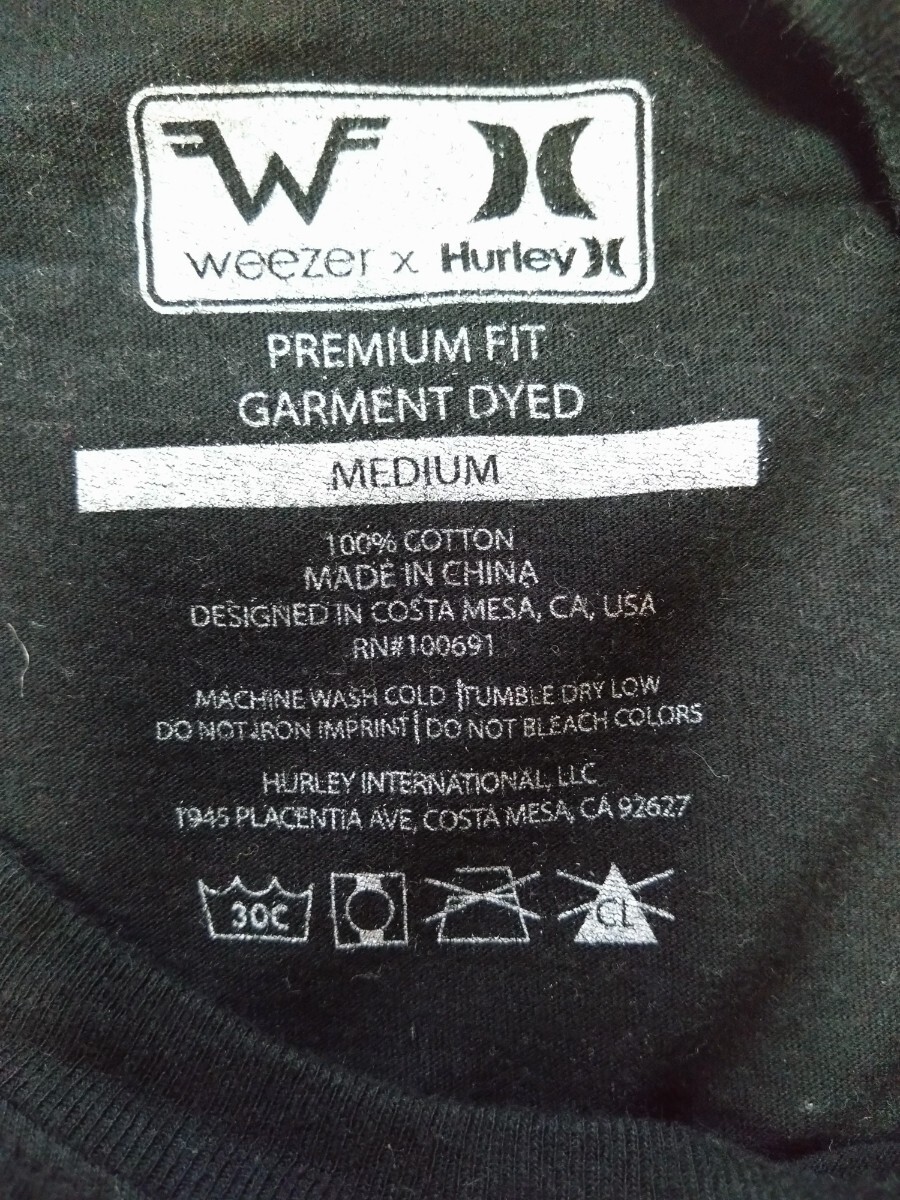 weezer x Hurley
PREMIUM FIT
GARMENT DYED
MEDIUM
100% COTTON
MADE IN CHINA
DESIGNED IN COSTA MESA, CA, USA
RN#100691
MACHINE WASH COLD | TUMBLE DRY LOW
DO NOT IRON IMPRINT | DO NOT BLEACH COLORS
HURLEY INTERNATIONAL, LLC
1945 PLACENTIA AVE, COSTA MESA, CA 92627
30C CL